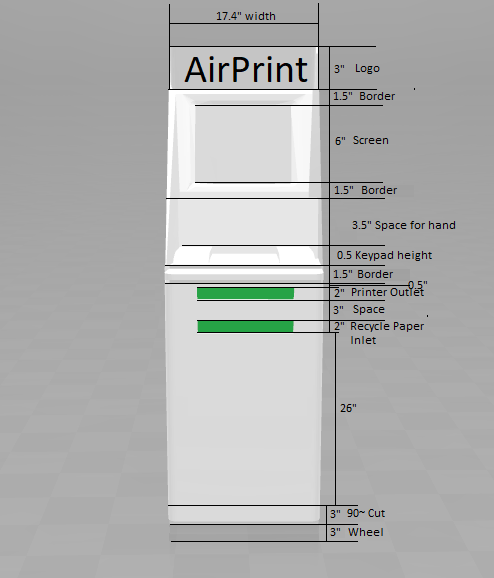 17.4" width
AirPrint
3" Logo
1.5" Border
6" Screen
1.5" Border
3.5" Space for hand
0.5 Keypad height
1.5" Border
0.5"
2" Printer Outlet
3" Space
2" Recycle Paper
Inlet
26"
3" 90~ Cut
3" Wheel